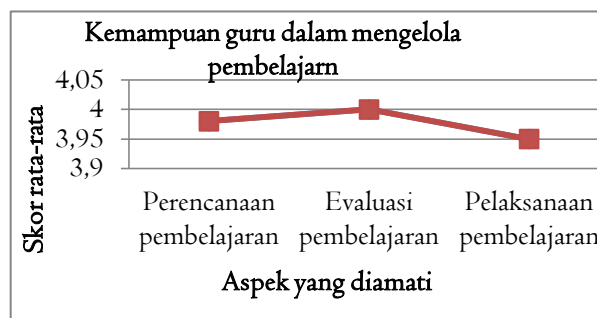 Kemampuan guru dalam mengelola
pembelajarn
4,05
4
3,95
3,9
Skor rata-rata
Perencanaan Evaluasi Pelaksanaan
pembelajaran pembelajaran pembelajaran
Aspek yang diamati